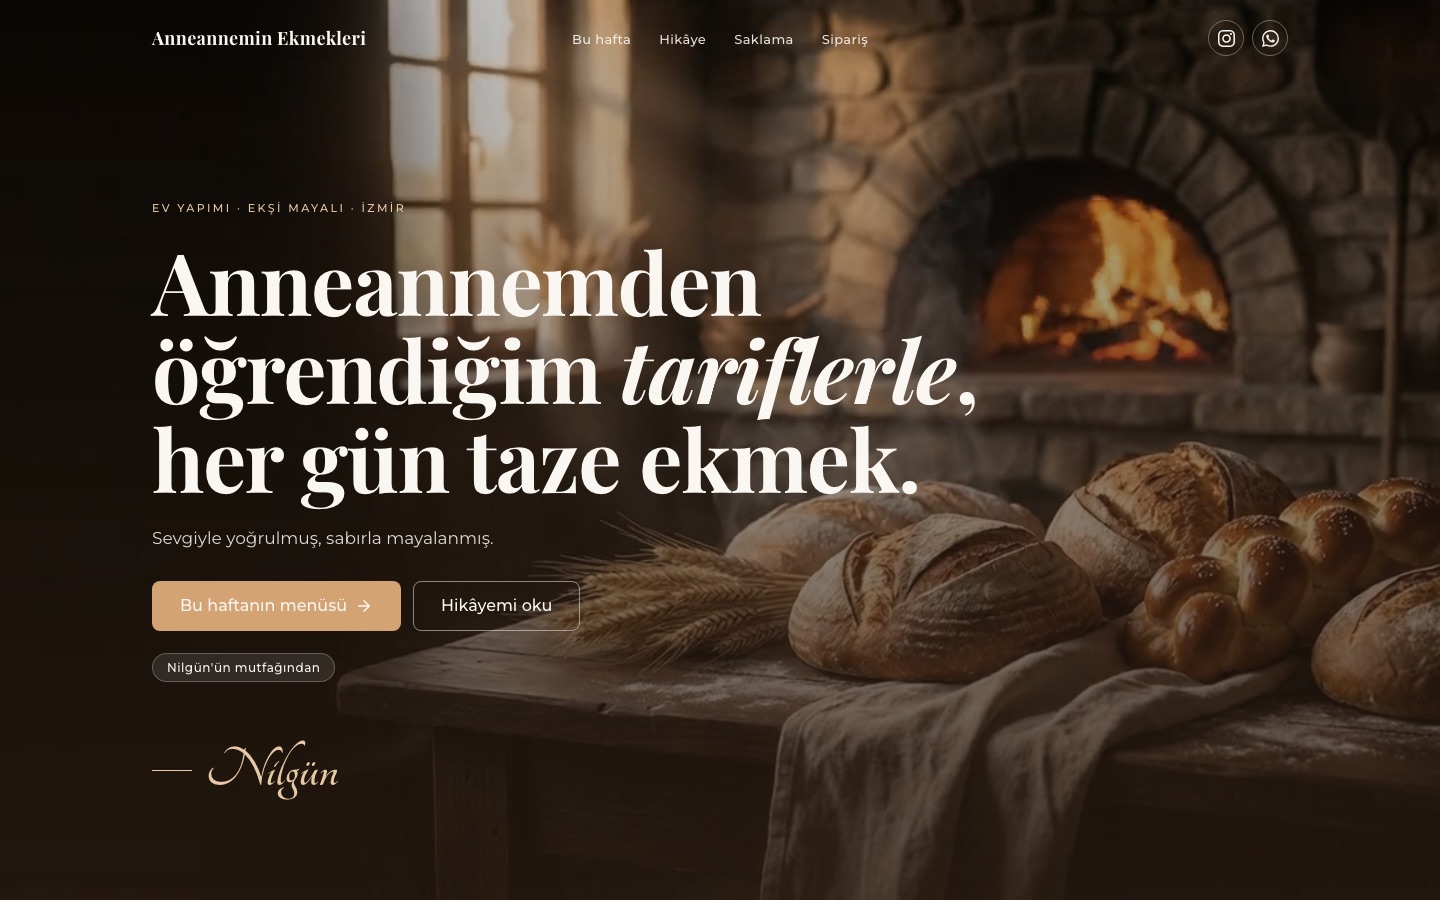 Anneannemin Ekmekleri
Bu hafta Hikâye Saklama Sipariş
EV YAPIMI · EKŞİ MAYALI · İZMİR
Anneannemden
öğrendiğim tariflerle,
her gün taze ekmek.
Sevgiyle yoğrulmuş, sabırla mayalanmış.
Bu haftanın menüsü → Hikâyemi oku
Nilgün'ün mutfağından
Nilgün